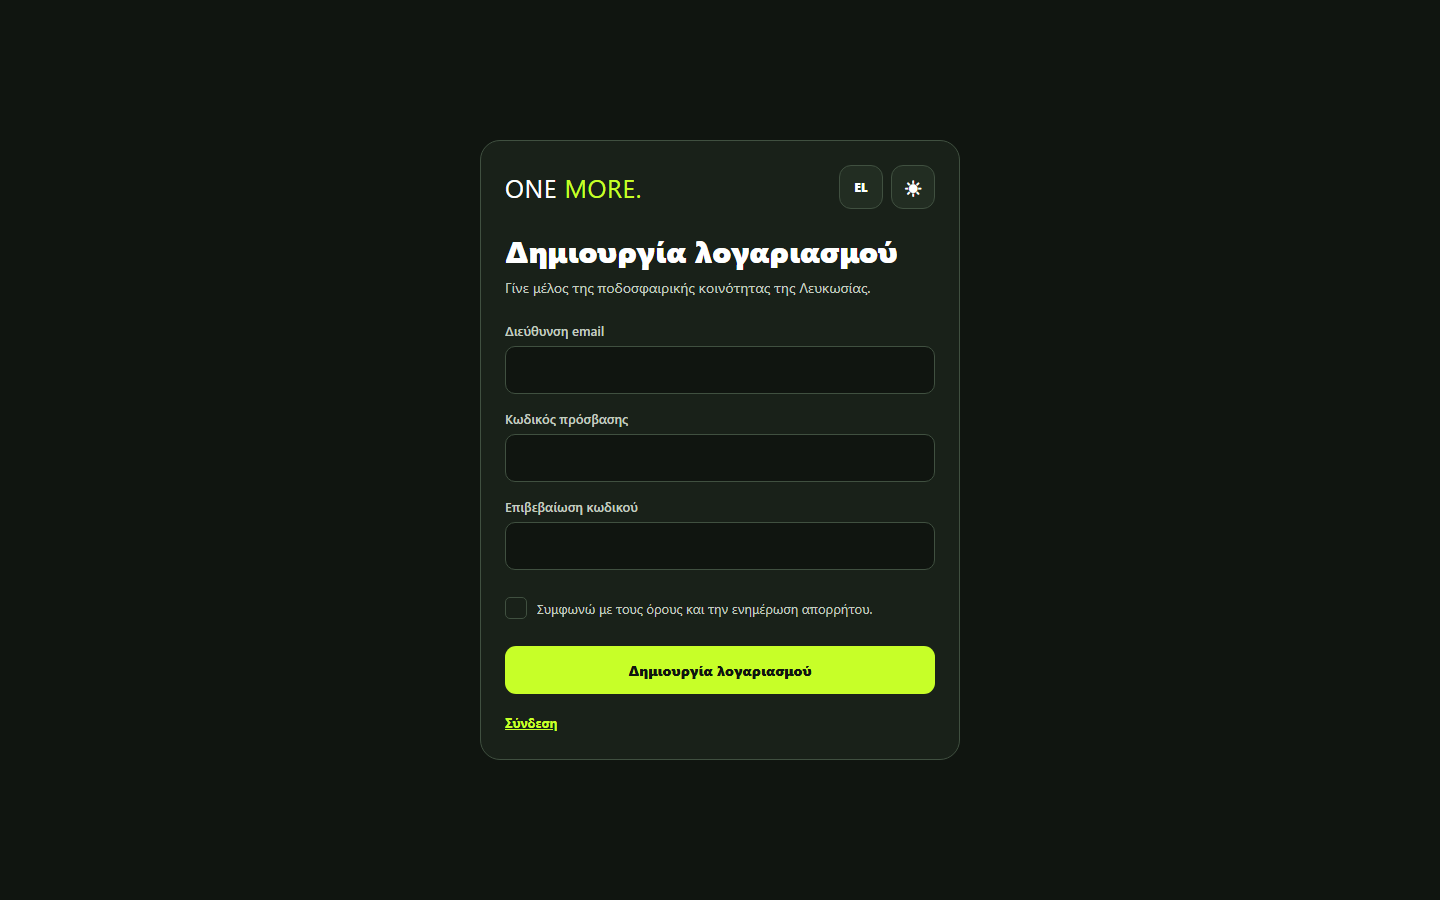 ONE MORE.
EL
Δημιουργία λογαριασμού
Γίνε μέλος της ποδοσφαιρικής κοινότητας της Λευκωσίας.
Διεύθυνση email
Κωδικός πρόσβασης
Επιβεβαίωση κωδικού
Συμφωνώ με τους όρους και την ενημέρωση απορρήτου.
Δημιουργία λογαριασμού
Σύνδεση